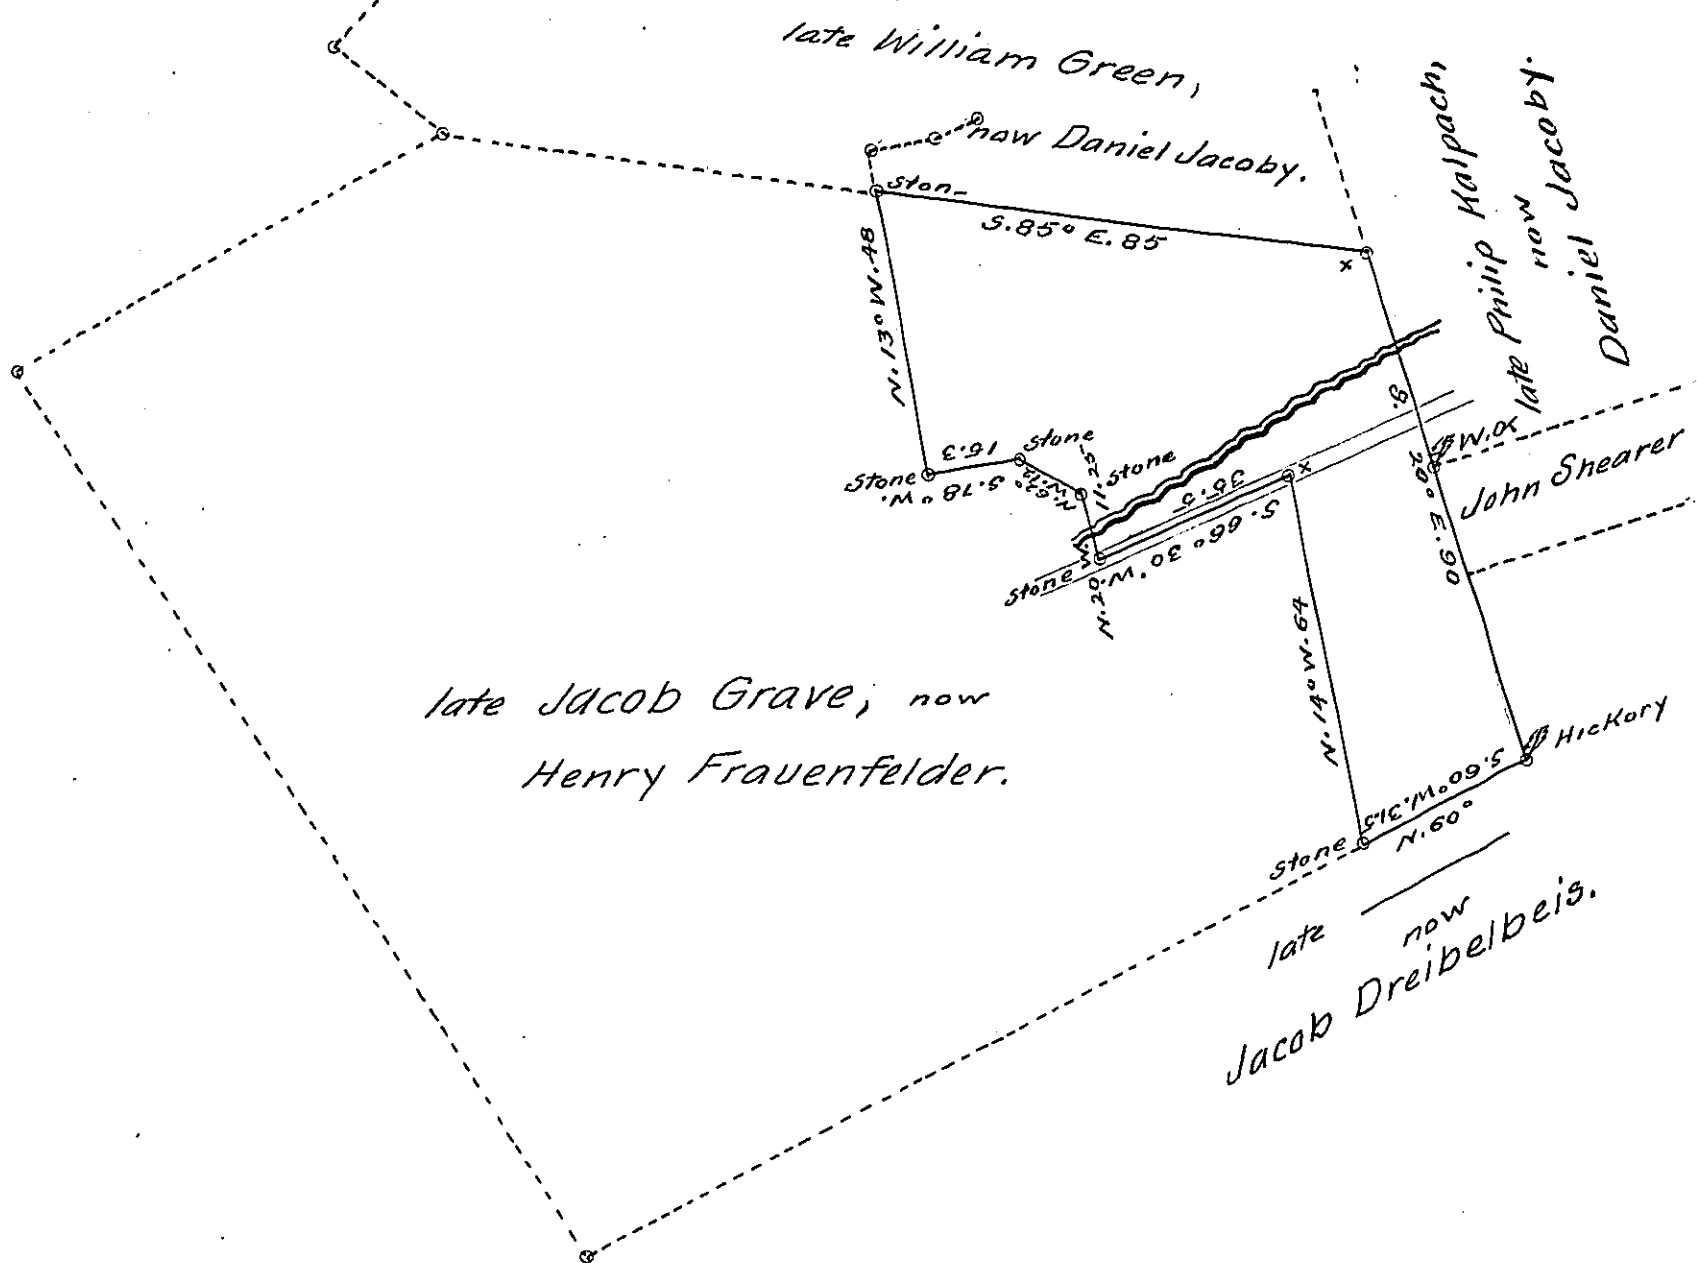 late William Green,
now Daniel Jacoby.
late Philip Kalpach,
now
Daniel Jacoby.
ston
S.85° E.85
x
N.13° W.48
S.
20° E.90
W.O
John Shearer
Stone
16.3
S.78° W.
Stone
N.62°
W.12
11.25
Stone
x
35.5
S.66° 30' W.
Stone
N.20 W.
N.14° W.64
late Jacob Grave, now
Henry Frauenfelder.
Hickory
S.60° W.31.5
N.60°
Stone
late
now
Jacob Dreibelbeis.